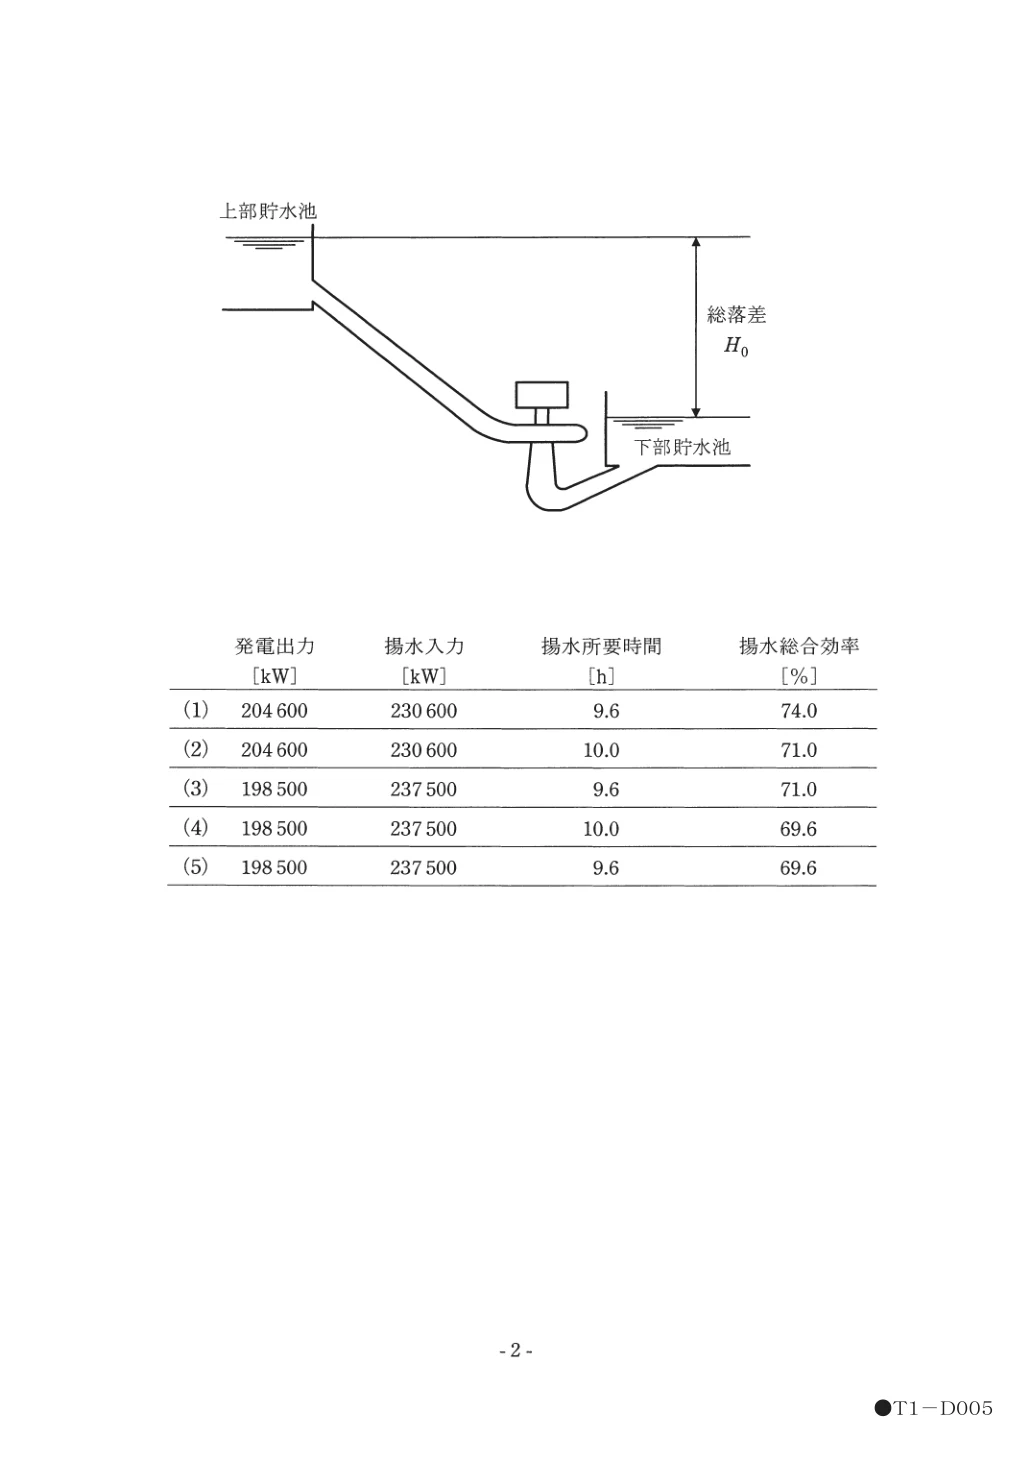 上部貯水池
総落差
H₀
下部貯水池
発電出力 揚水入力 揚水所要時間 揚水総合効率
[kW] [kW] [h] [%]
(1) 204 600 230 600 9.6 74.0
(2) 204 600 230 600 10.0 71.0
(3) 198 500 237 500 9.6 71.0
(4) 198 500 237 500 10.0 69.6
(5) 198 500 237 500 9.6 69.6
- 2 -
●T1－D005